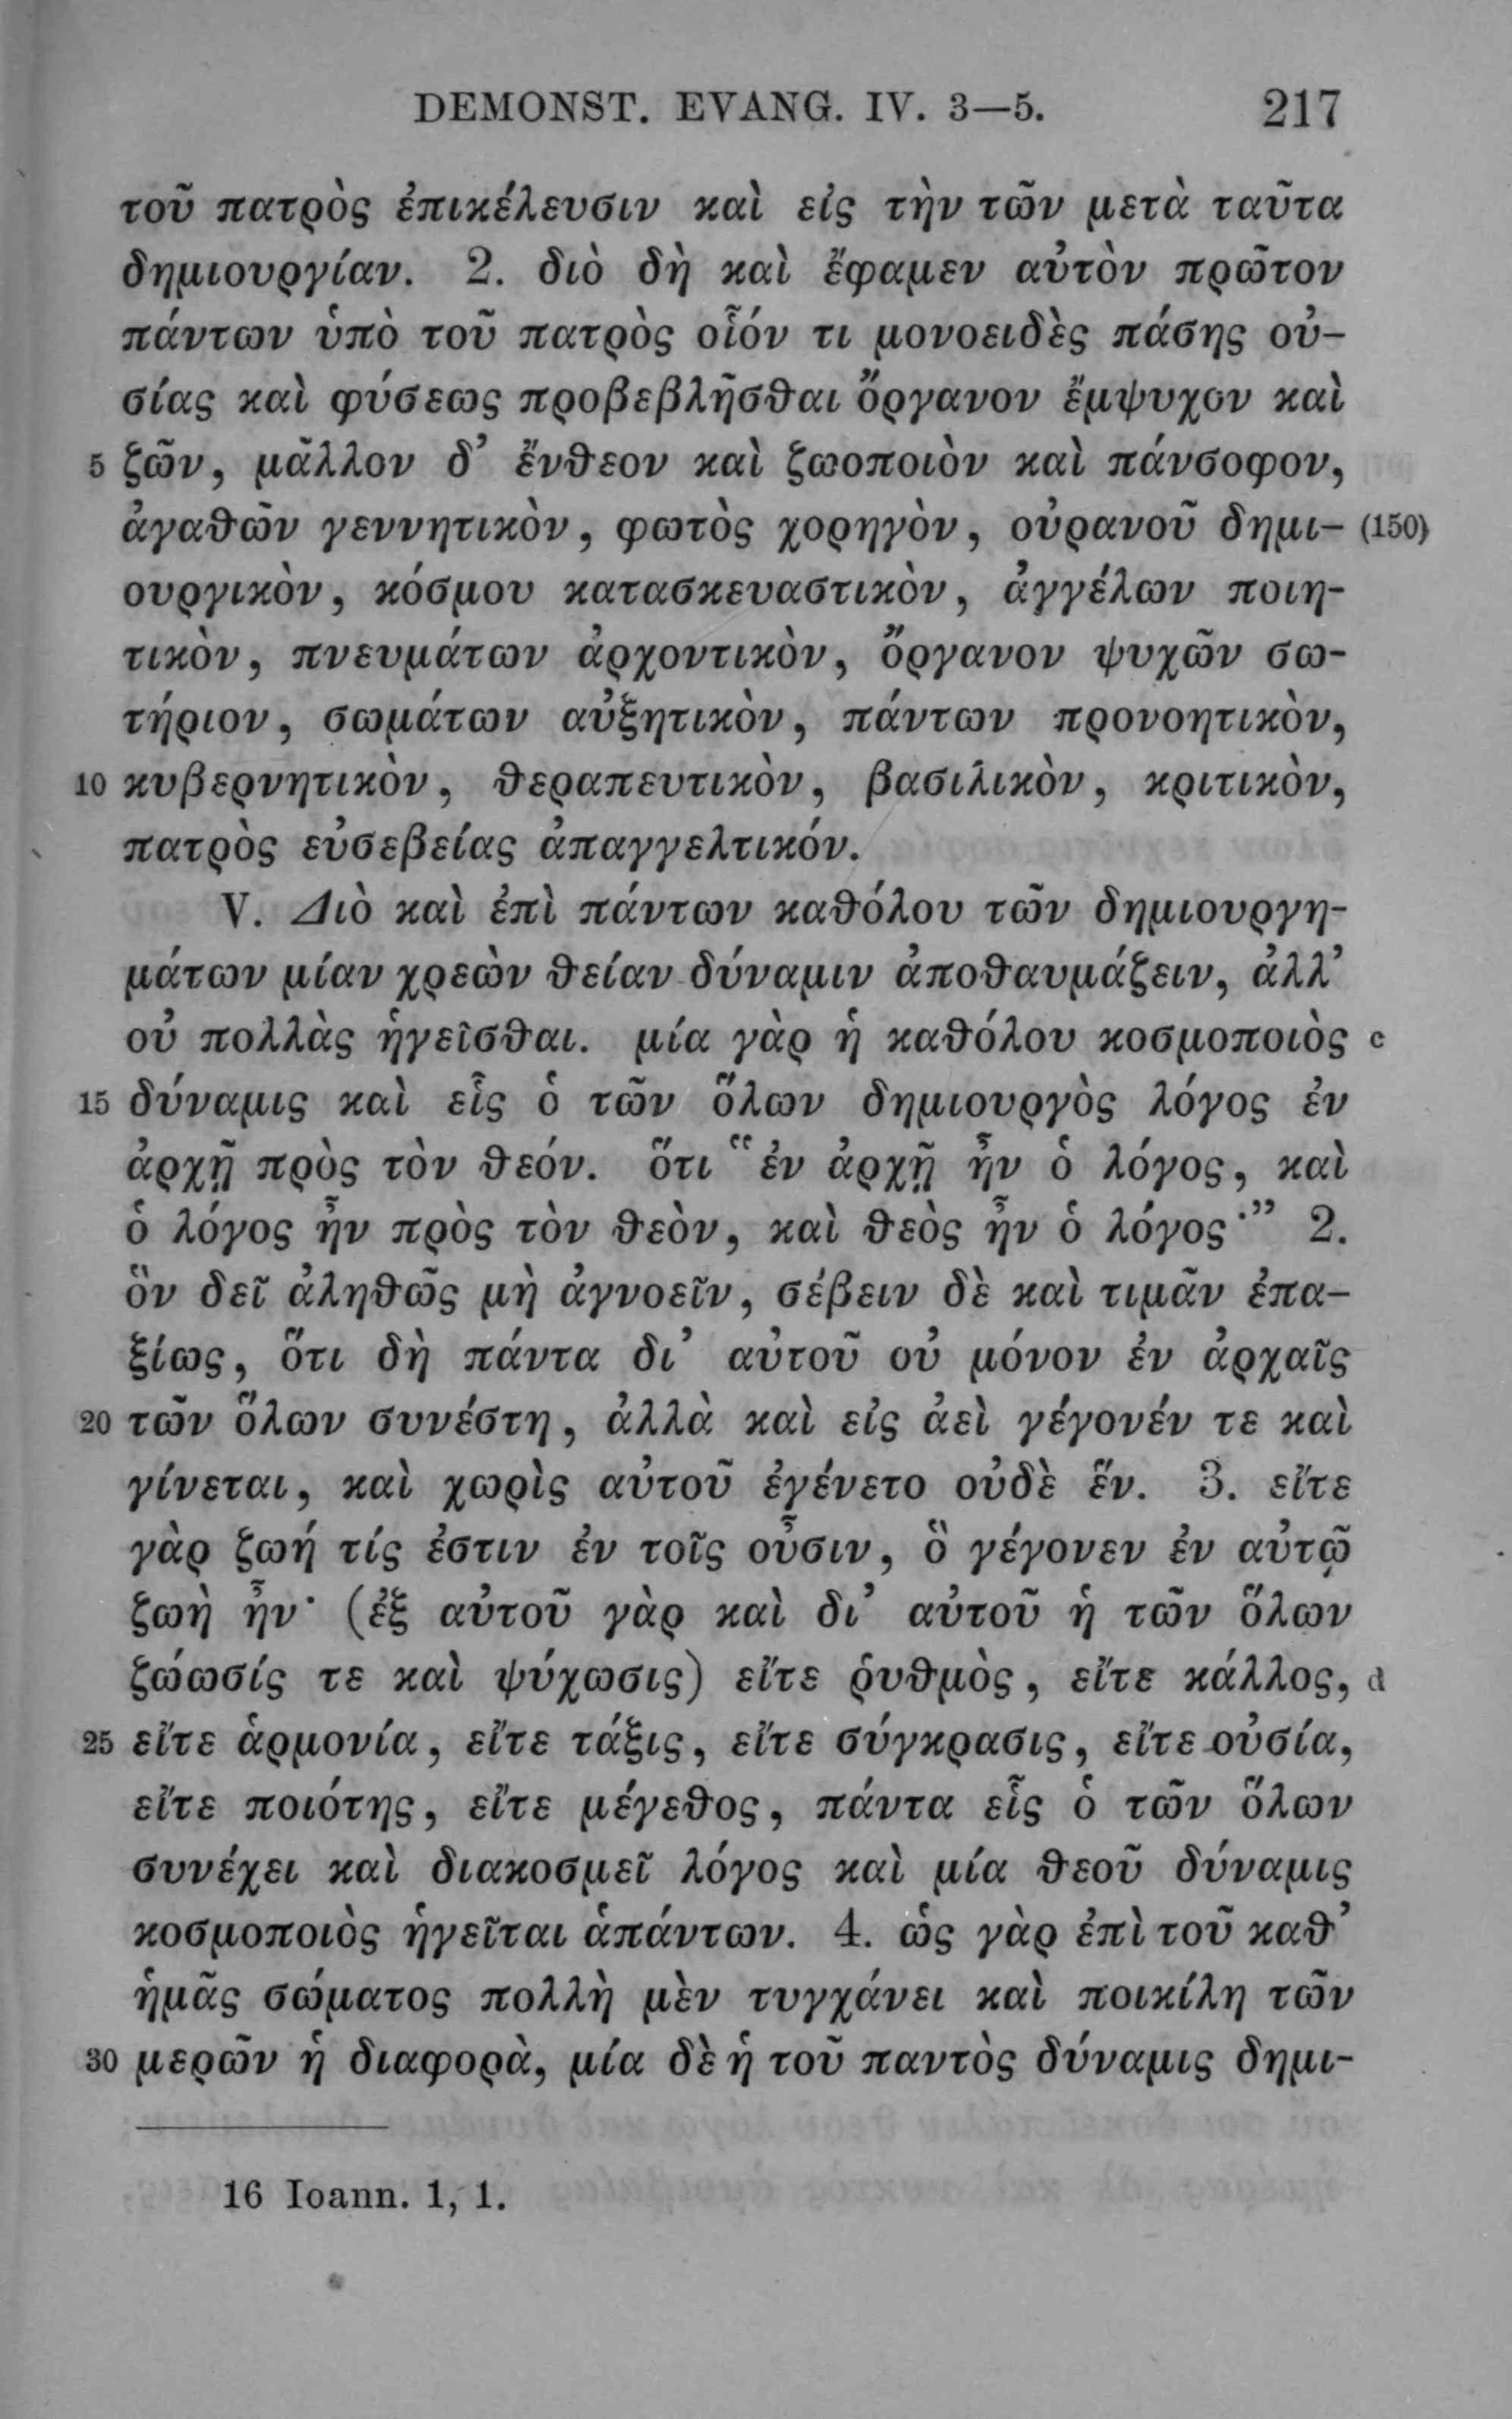 DEMONST. EVANG. IV. 3—5. 217
τοῦ πατρὸς ἐπικέλευσιν καὶ εἰς τὴν τῶν μετὰ ταῦτα
δημιουργίαν. 2. διὸ δὴ καὶ ἔφαμεν αὐτὸν πρῶτον
πάντων ὑπὸ τοῦ πατρὸς οἷόν τι μονοειδὲς πάσης οὐ-
σίας καὶ φύσεως προβεβλῆσθαι ὄργανον ἔμψυχον καὶ
5 ζῶν, μᾶλλον δ’ ἔνθεον καὶ ζωοποιὸν καὶ πάνσοφον,
ἀγαθῶν γεννητικὸν, φωτὸς χορηγὸν, οὐρανοῦ δημι- (150)
ουργικὸν, κόσμου κατασκευαστικὸν, ἀγγέλων ποιη-
τικὸν, πνευμάτων ἀρχοντικὸν, ὄργανον ψυχῶν σω-
τήριον, σωμάτων αὐξητικὸν, πάντων προνοητικὸν,
10 κυβερνητικὸν, θεραπευτικὸν, βασιλικὸν, κριτικὸν,
πατρὸς εὐσεβείας ἀπαγγελτικόν.
V. Διὸ καὶ ἐπὶ πάντων καθόλου τῶν δημιουργη-
μάτων μίαν χρεὼν θείαν δύναμιν ἀποθαυμάζειν, ἀλλ’
οὐ πολλὰς ἡγεῖσθαι. μία γὰρ ἡ καθόλου κοσμοποιὸς c
15 δύναμις καὶ εἷς ὁ τῶν ὅλων δημιουργὸς λόγος ἐν
ἀρχῇ πρὸς τὸν θεόν. ὅτι “ἐν ἀρχῇ ἦν ὁ λόγος, καὶ
ὁ λόγος ἦν πρὸς τὸν θεὸν, καὶ θεὸς ἦν ὁ λόγος·” 2.
ὃν δεῖ ἀληθῶς μὴ ἀγνοεῖν, σέβειν δὲ καὶ τιμᾶν ἐπα-
ξίως, ὅτι δὴ πάντα δι’ αὐτοῦ οὐ μόνον ἐν ἀρχαῖς
20 τῶν ὅλων συνέστη, ἀλλὰ καὶ εἰς ἀεὶ γέγονέν τε καὶ
γίνεται, καὶ χωρὶς αὐτοῦ ἐγένετο οὐδὲ ἕν. 3. εἴτε
γὰρ ζωή τίς ἐστιν ἐν τοῖς οὖσιν, ὃ γέγονεν ἐν αὐτῷ
ζωὴ ἦν· (ἐξ αὐτοῦ γὰρ καὶ δι’ αὐτοῦ ἡ τῶν ὅλων
ζώωσίς τε καὶ ψύχωσις) εἴτε ῥυθμὸς, εἴτε κάλλος, d
25 εἴτε ἁρμονία, εἴτε τάξις, εἴτε σύγκρασις, εἴτε οὐσία,
εἴτε ποιότης, εἴτε μέγεθος, πάντα εἷς ὁ τῶν ὅλων
συνέχει καὶ διακοσμεῖ λόγος καὶ μία θεοῦ δύναμις
κοσμοποιὸς ἡγεῖται ἁπάντων. 4. ὡς γὰρ ἐπὶ τοῦ καθ’
ἡμᾶς σώματος πολλὴ μὲν τυγχάνει καὶ ποικίλη τῶν
30 μερῶν ἡ διαφορὰ, μία δὲ ἡ τοῦ παντὸς δύναμις δημι-
16 Ioann. 1, 1.